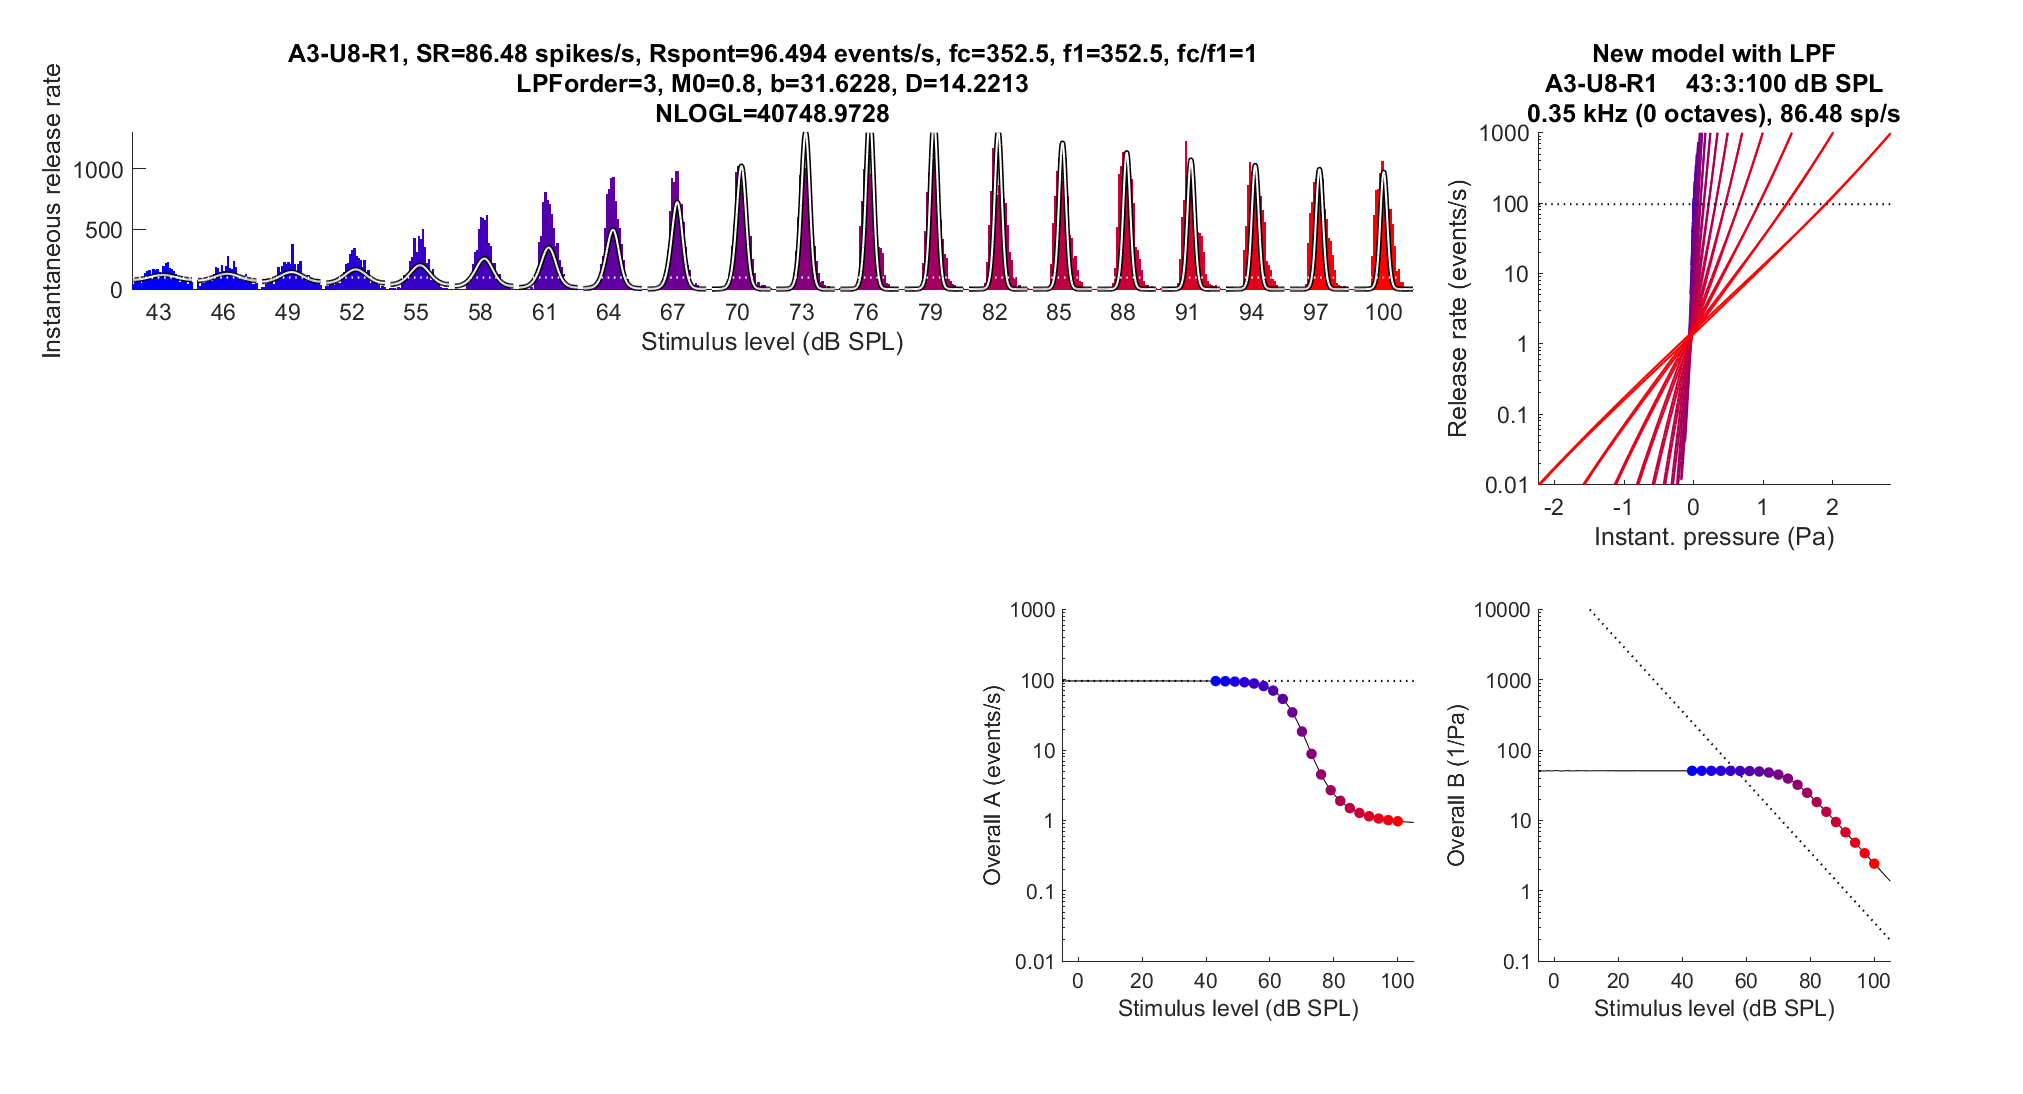 A3-U8-R1, SR=86.48 spikes/s, Rspont=96.494 events/s, fc=352.5, f1=352.5, fc/f1=1
LPForder=3, M0=0.8, b=31.6228, D=14.2213
NLOGL=40748.9728
Instantaneous release rate
1000
500
0
43 46 49 52 55 58 61 64 67 70 73 76 79 82 85 88 91 94 97 100
Stimulus level (dB SPL)
New model with LPF
A3-U8-R1 43:3:100 dB SPL
0.35 kHz (0 octaves), 86.48 sp/s
Release rate (events/s)
1000
100
10
1
0.1
0.01
-2 -1 0 1 2
Instant. pressure (Pa)
Overall A (events/s)
1000
100
10
1
0.1
0.01
0 20 40 60 80 100
Stimulus level (dB SPL)
Overall B (1/Pa)
10000
1000
100
10
1
0.1
0 20 40 60 80 100
Stimulus level (dB SPL)